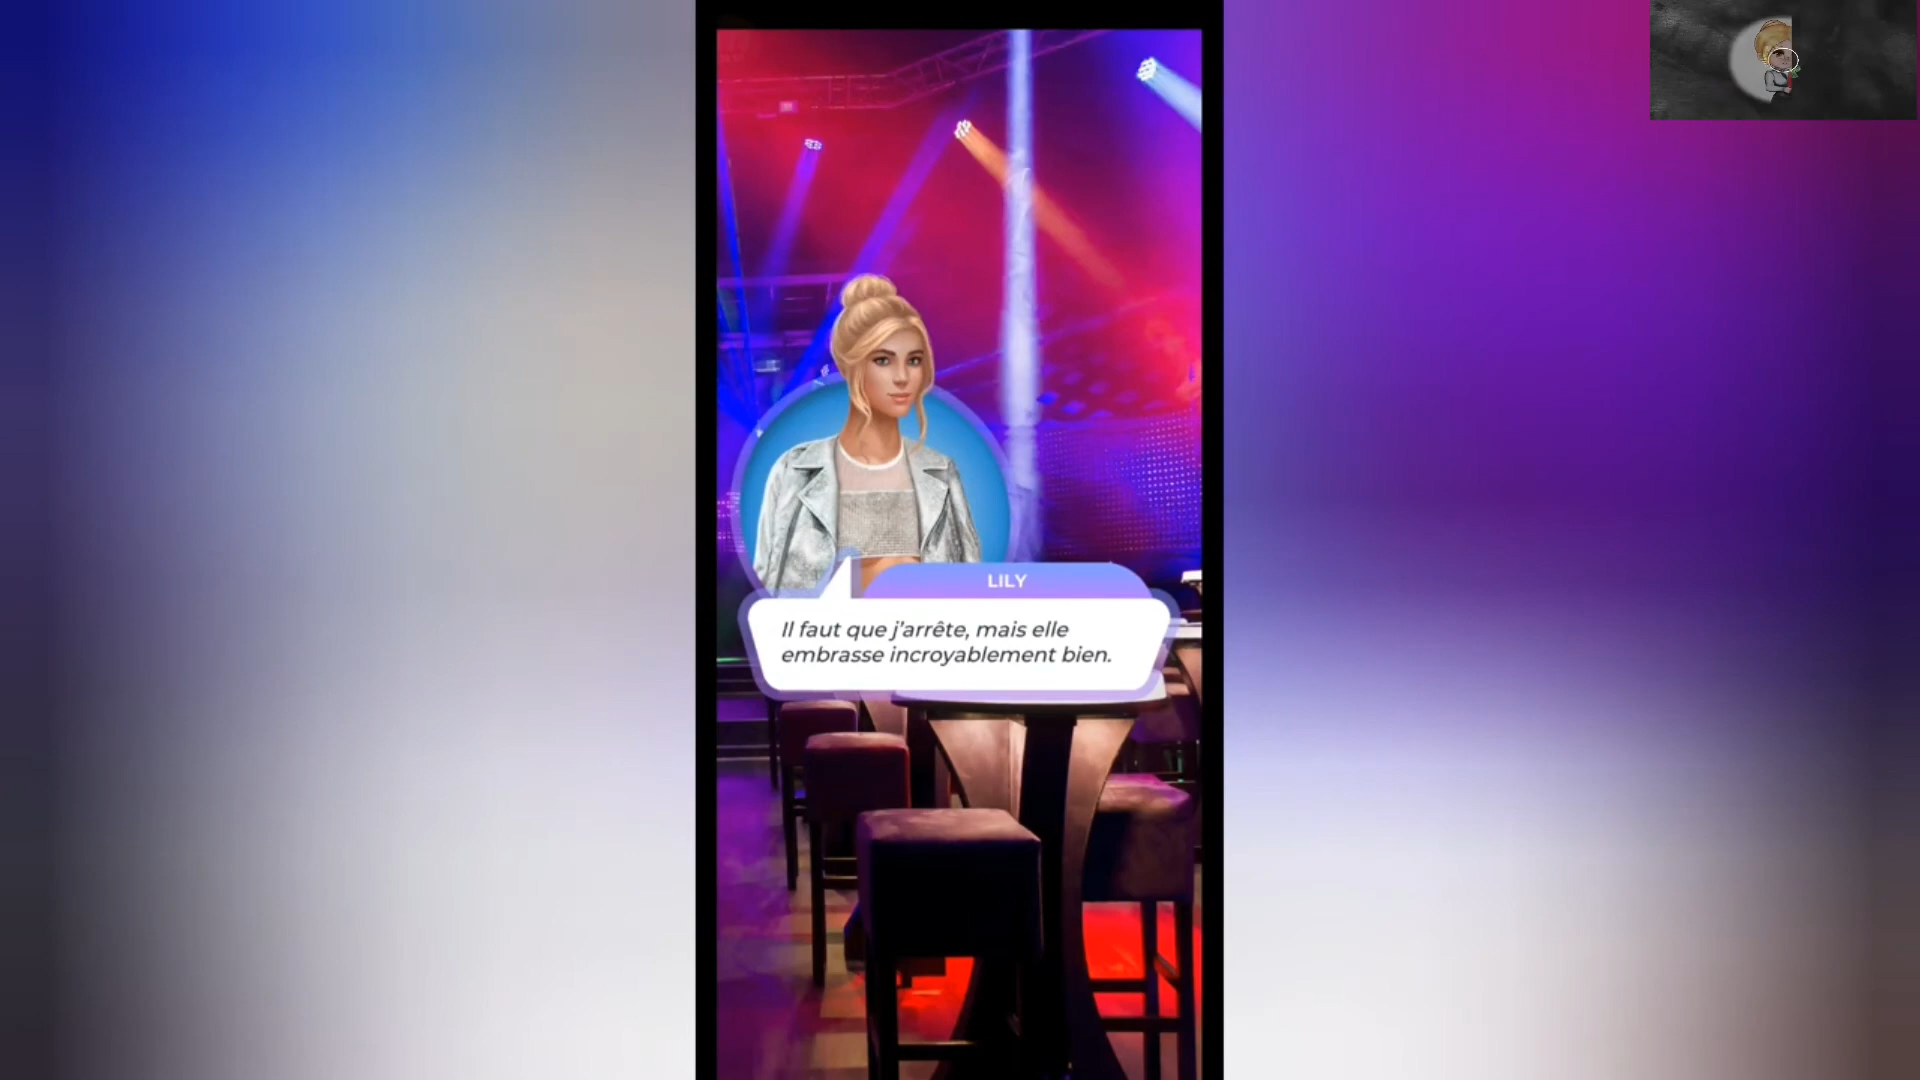 LILY
Il faut que j'arrête, mais elle
embrasse incroyablement bien.